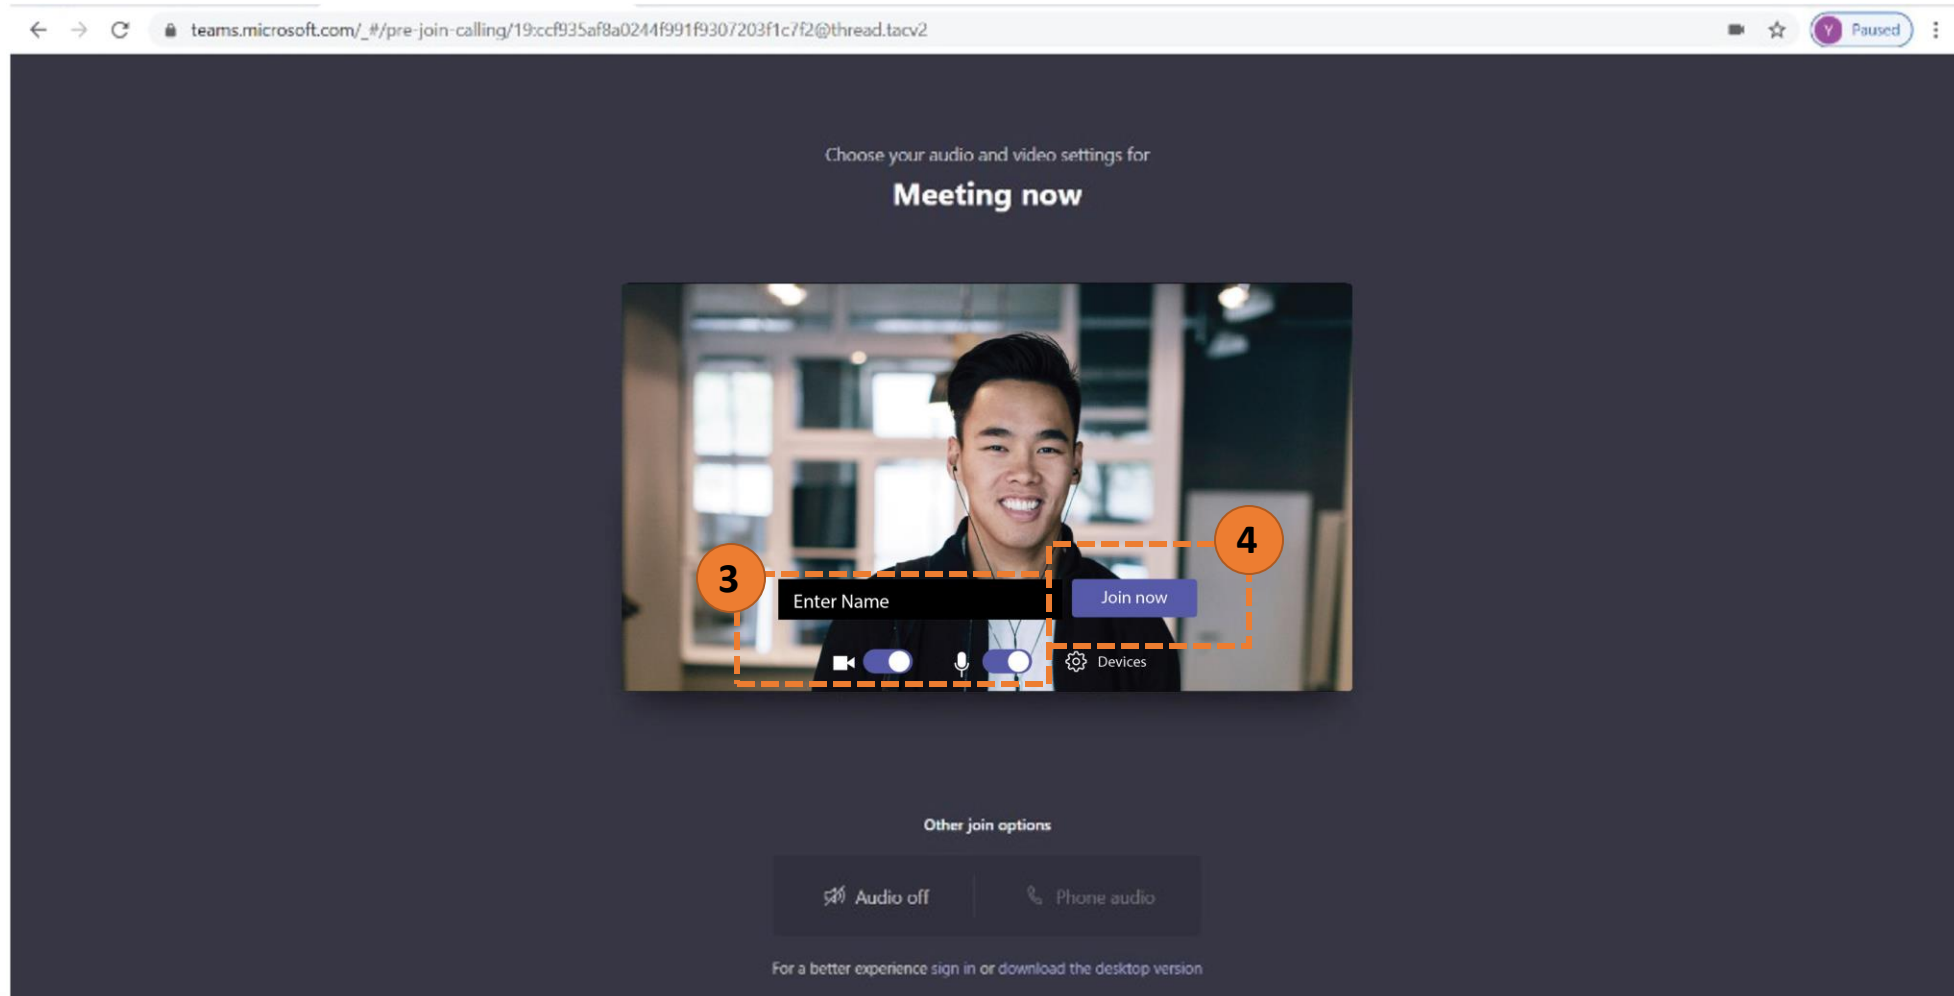 teams.microsoft.com/_#/pre-join-calling/19:ccf935af8a0244f991f9307203f1c7f2@thread.tacv2
Y Paused
Choose your audio and video settings for
Meeting now
3
4
Enter Name
Join now
Devices
Other join options
Audio off
Phone audio
For a better experience sign in or download the desktop version